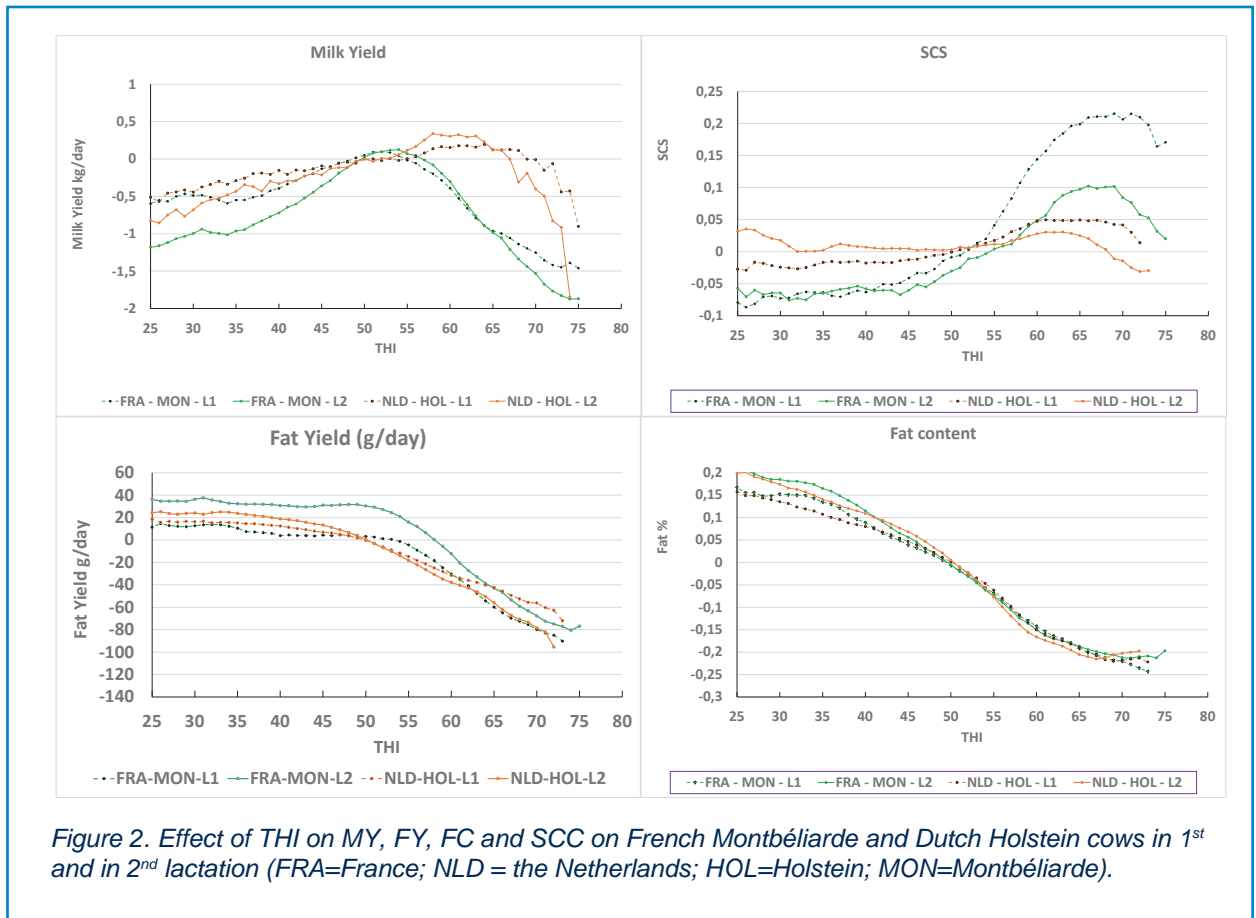 Milk Yield
1
0,5
0
-0,5
-1
-1,5
-2
Milk Yield kg/day
25 30 35 40 45 50 55 60 65 70 75 80
THI
FRA - MON - L1 FRA - MON - L2 NLD - HOL - L1 NLD - HOL - L2
SCS
0,25
0,2
0,15
0,1
0,05
0
-0,05
-0,1
SCS
25 30 35 40 45 50 55 60 65 70 75 80
THI
FRA - MON - L1 FRA - MON - L2 NLD - HOL - L1 NLD - HOL - L2
Fat Yield (g/day)
60
40
20
0
-20
-40
-60
-80
-100
-120
-140
Fat Yield g/day
25 30 35 40 45 50 55 60 65 70 75 80
THI
FRA-MON-L1 FRA-MON-L2 NLD-HOL-L1 NLD-HOL-L2
Fat content
0,2
0,15
0,1
0,05
0
-0,05
-0,1
-0,15
-0,2
-0,25
-0,3
Fat %
25 30 35 40 45 50 55 60 65 70 75 80
THI
FRA - MON - L1 FRA - MON - L2 NLD - HOL - L1 NLD - HOL - L2
Figure 2. Effect of THI on MY, FY, FC and SCC on French Montbéliarde and Dutch Holstein cows in 1st
and in 2nd lactation (FRA=France; NLD = the Netherlands; HOL=Holstein; MON=Montbéliarde).